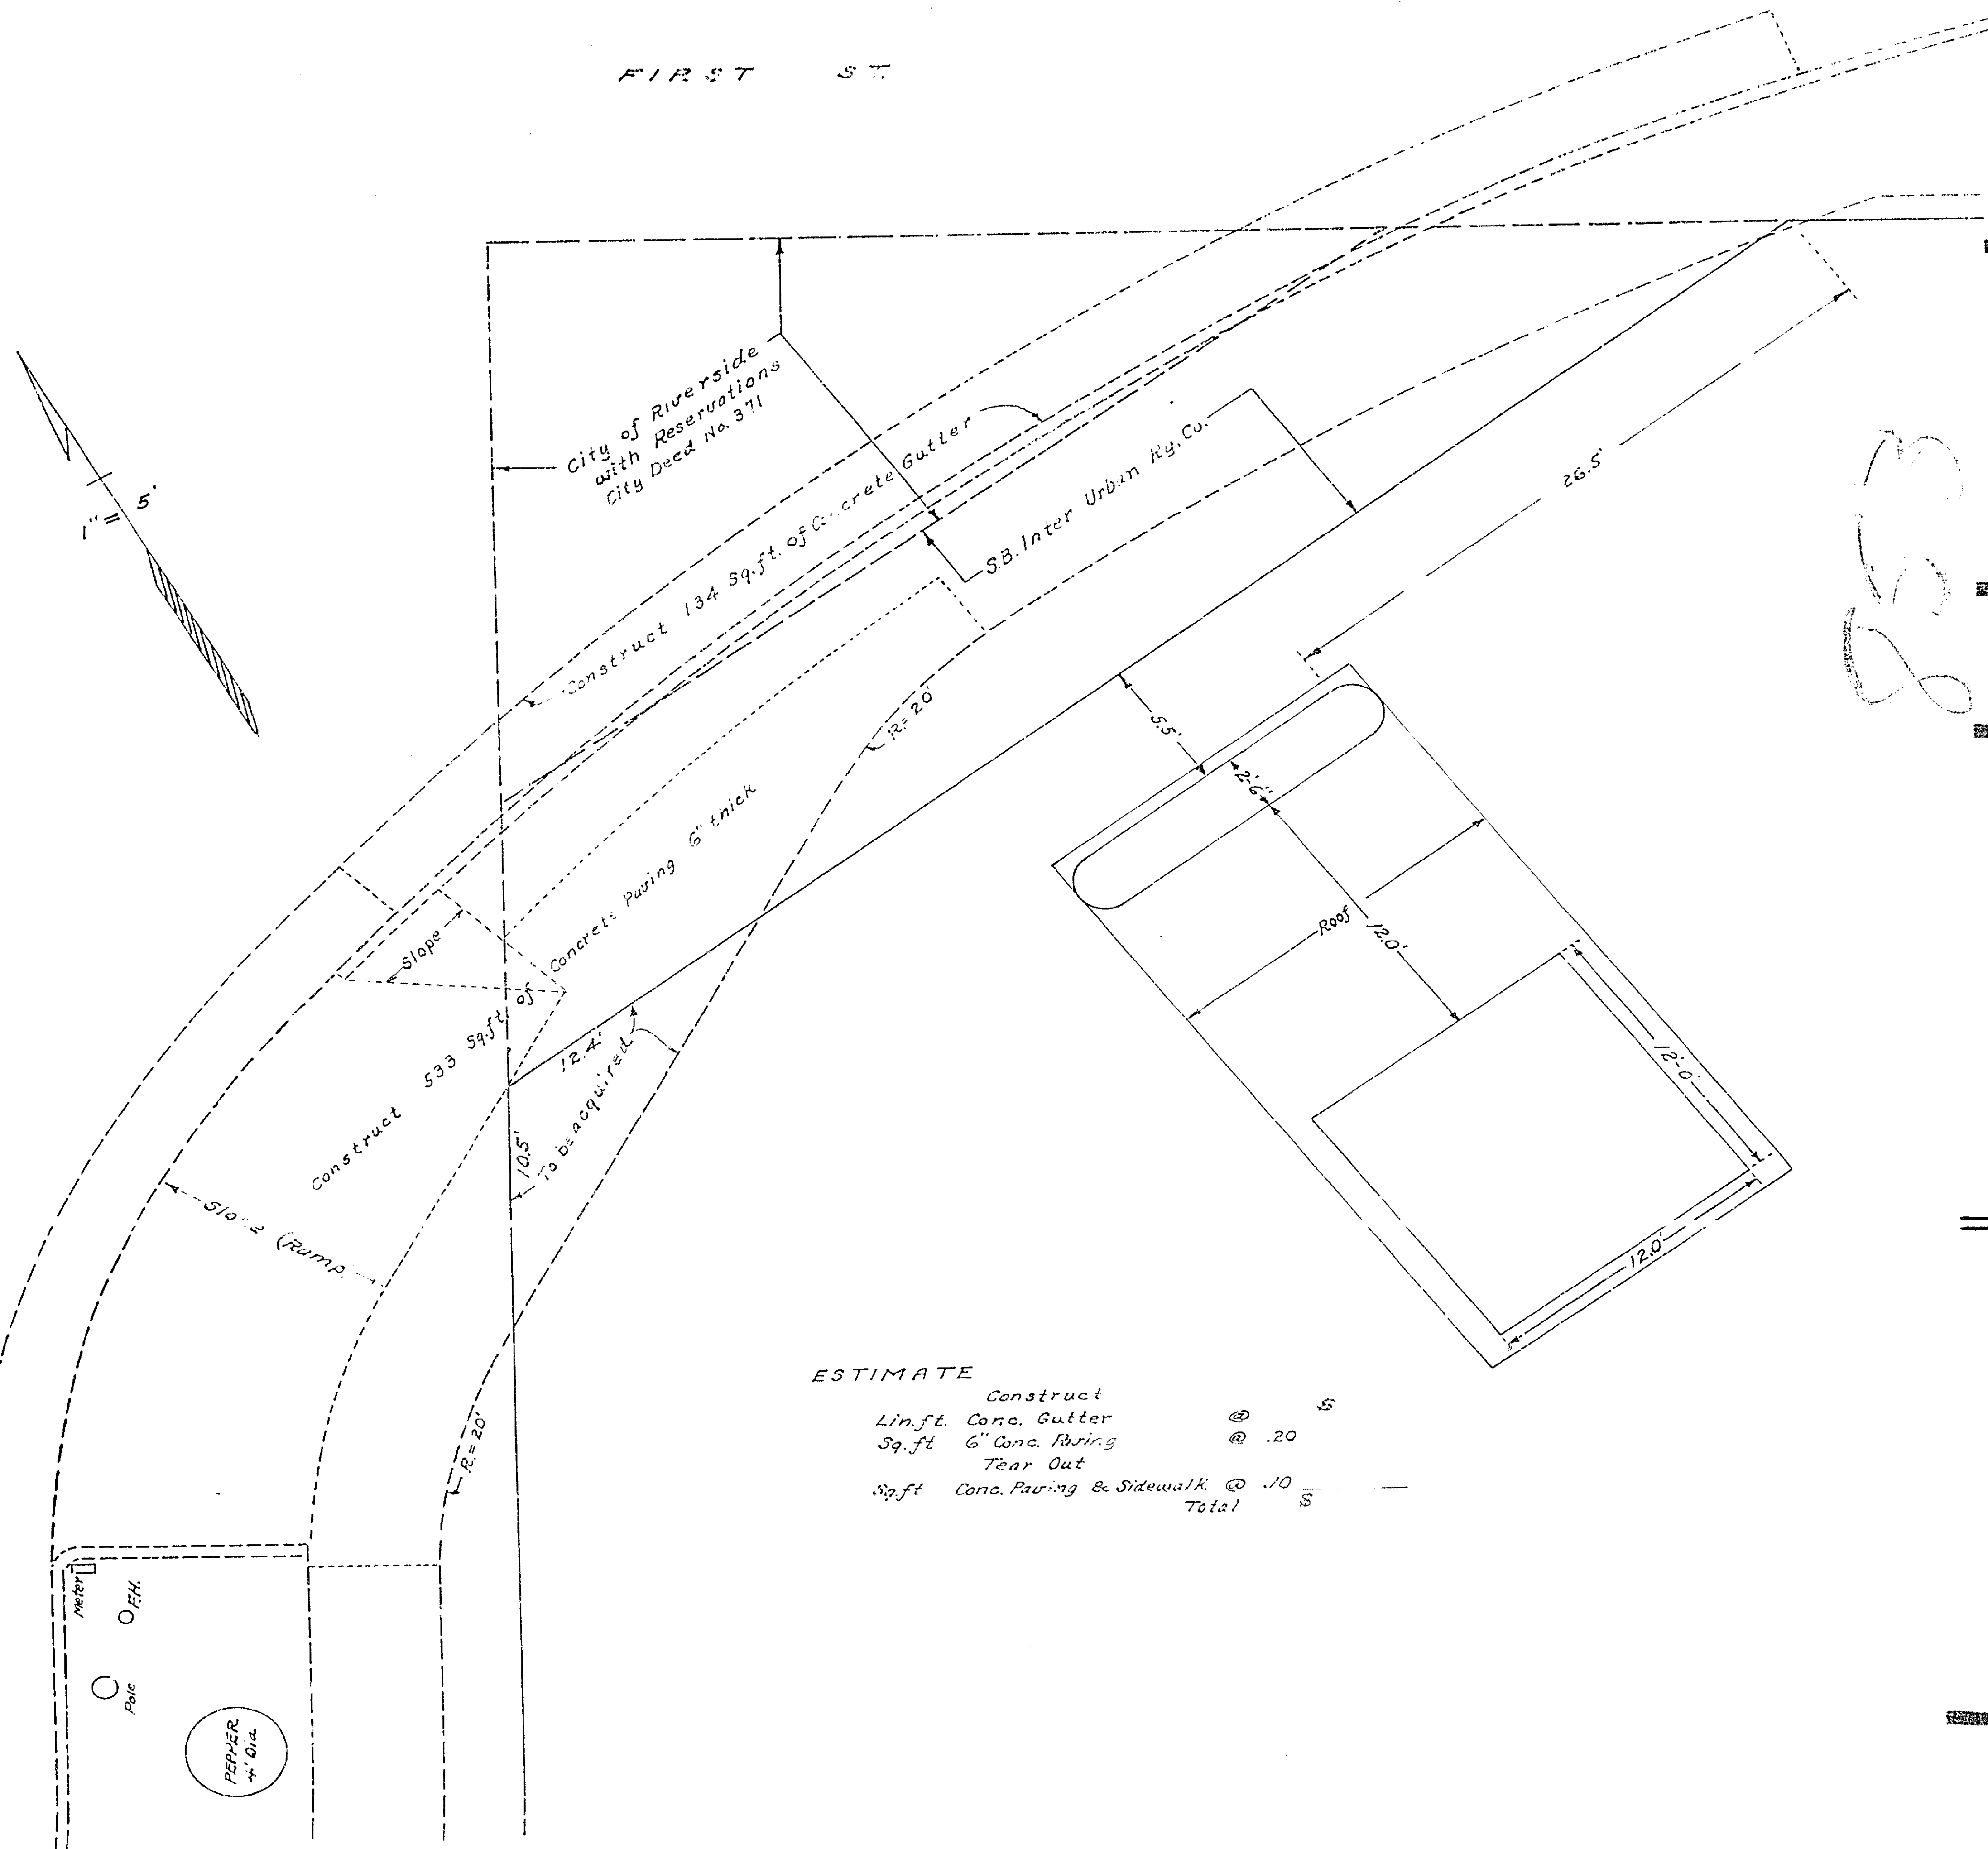 FIRST ST.
City of Riverside
with Reservations
City Deed No. 371
1" = 5'
Construct 134 Sq.ft. of Concrete Gutter
S.B. Inter Urban Ry. Co.
26.5'
R = 20'
5.5'
2'-6"
Construct 533 Sq.ft. of Concrete Paving 6" thick
Slope
Roof
12.0'
12.4'
To be acquired
10.5'
12'-0"
12.0'
Slope (Ramp.
R = 20'
ESTIMATE
Construct
Lin.ft. Conc. Gutter @ $
Sq.ft 6" Conc. Paving @ .20
Tear Out
Sq.ft Conc. Paving & Sidewalk @ .10
Total $
Meter
F.H.
Pole
PEPPER
4' Dia